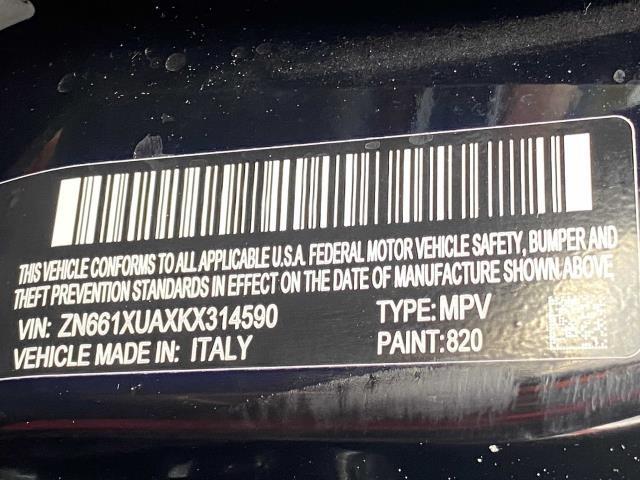 THIS VEHICLE CONFORMS TO ALL APPLICABLE U.S.A. FEDERAL MOTOR VEHICLE SAFETY, BUMPER AND
THEFT PREVENTION STANDARDS IN EFFECT ON THE DATE OF MANUFACTURE SHOWN ABOVE.
VIN: ZN661XUAXKX314590 TYPE: MPV
VEHICLE MADE IN: ITALY PAINT: 820